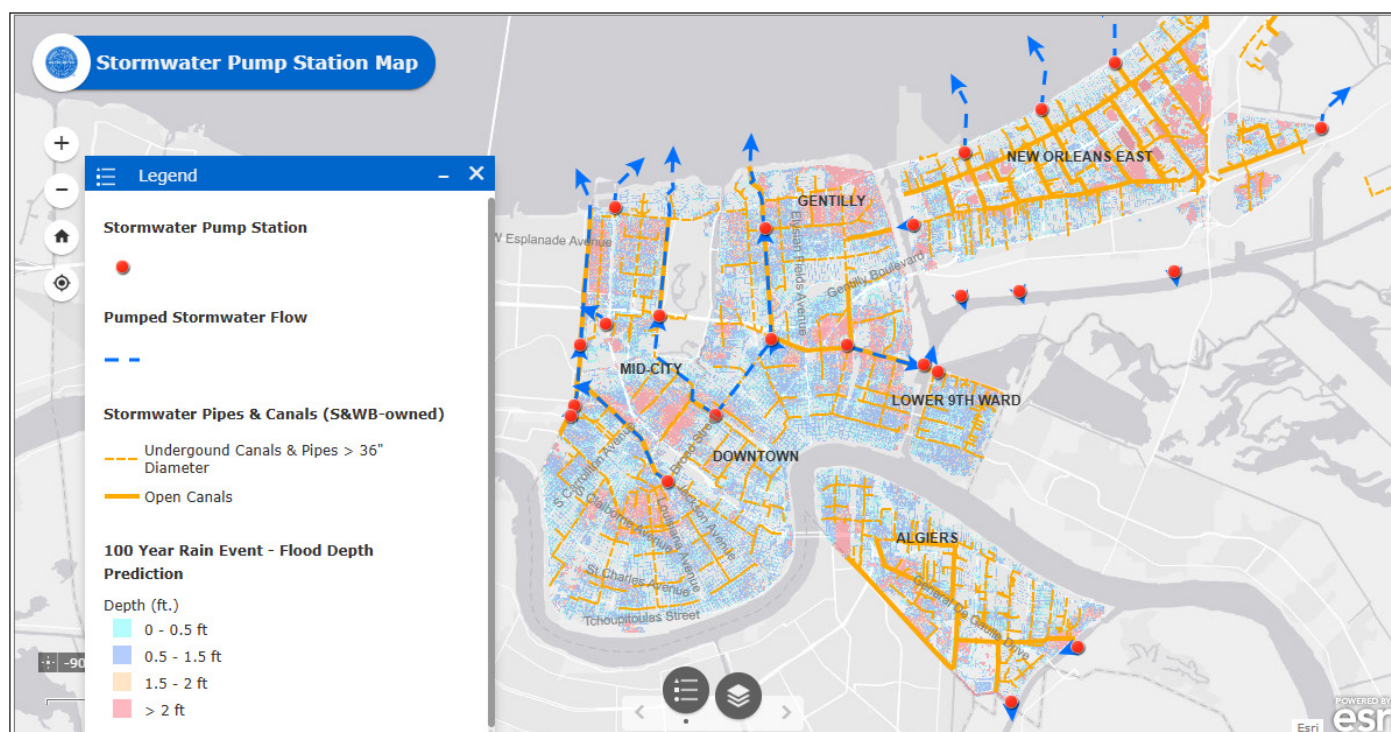 Stormwater Pump Station Map
+
−
Legend
Stormwater Pump Station
Pumped Stormwater Flow
Stormwater Pipes & Canals (S&WB-owned)
Undergound Canals & Pipes > 36"
Diameter
Open Canals
100 Year Rain Event - Flood Depth
Prediction
Depth (ft.)
0 - 0.5 ft
0.5 - 1.5 ft
1.5 - 2 ft
> 2 ft
-90
NEW ORLEANS EAST
GENTILLY
W Esplanade Avenue
Elysian Fields Avenue
Gentilly Boulevard
MID-CITY
LOWER 9TH WARD
DOWNTOWN
S Broad Street
S Carrollton Avenue
S Claiborne Avenue
Louisiana Avenue
Jackson Avenue
St Charles Avenue
Tchoupitoulas Street
ALGIERS
General De Gaulle Drive
Esri
POWERED BY
esri